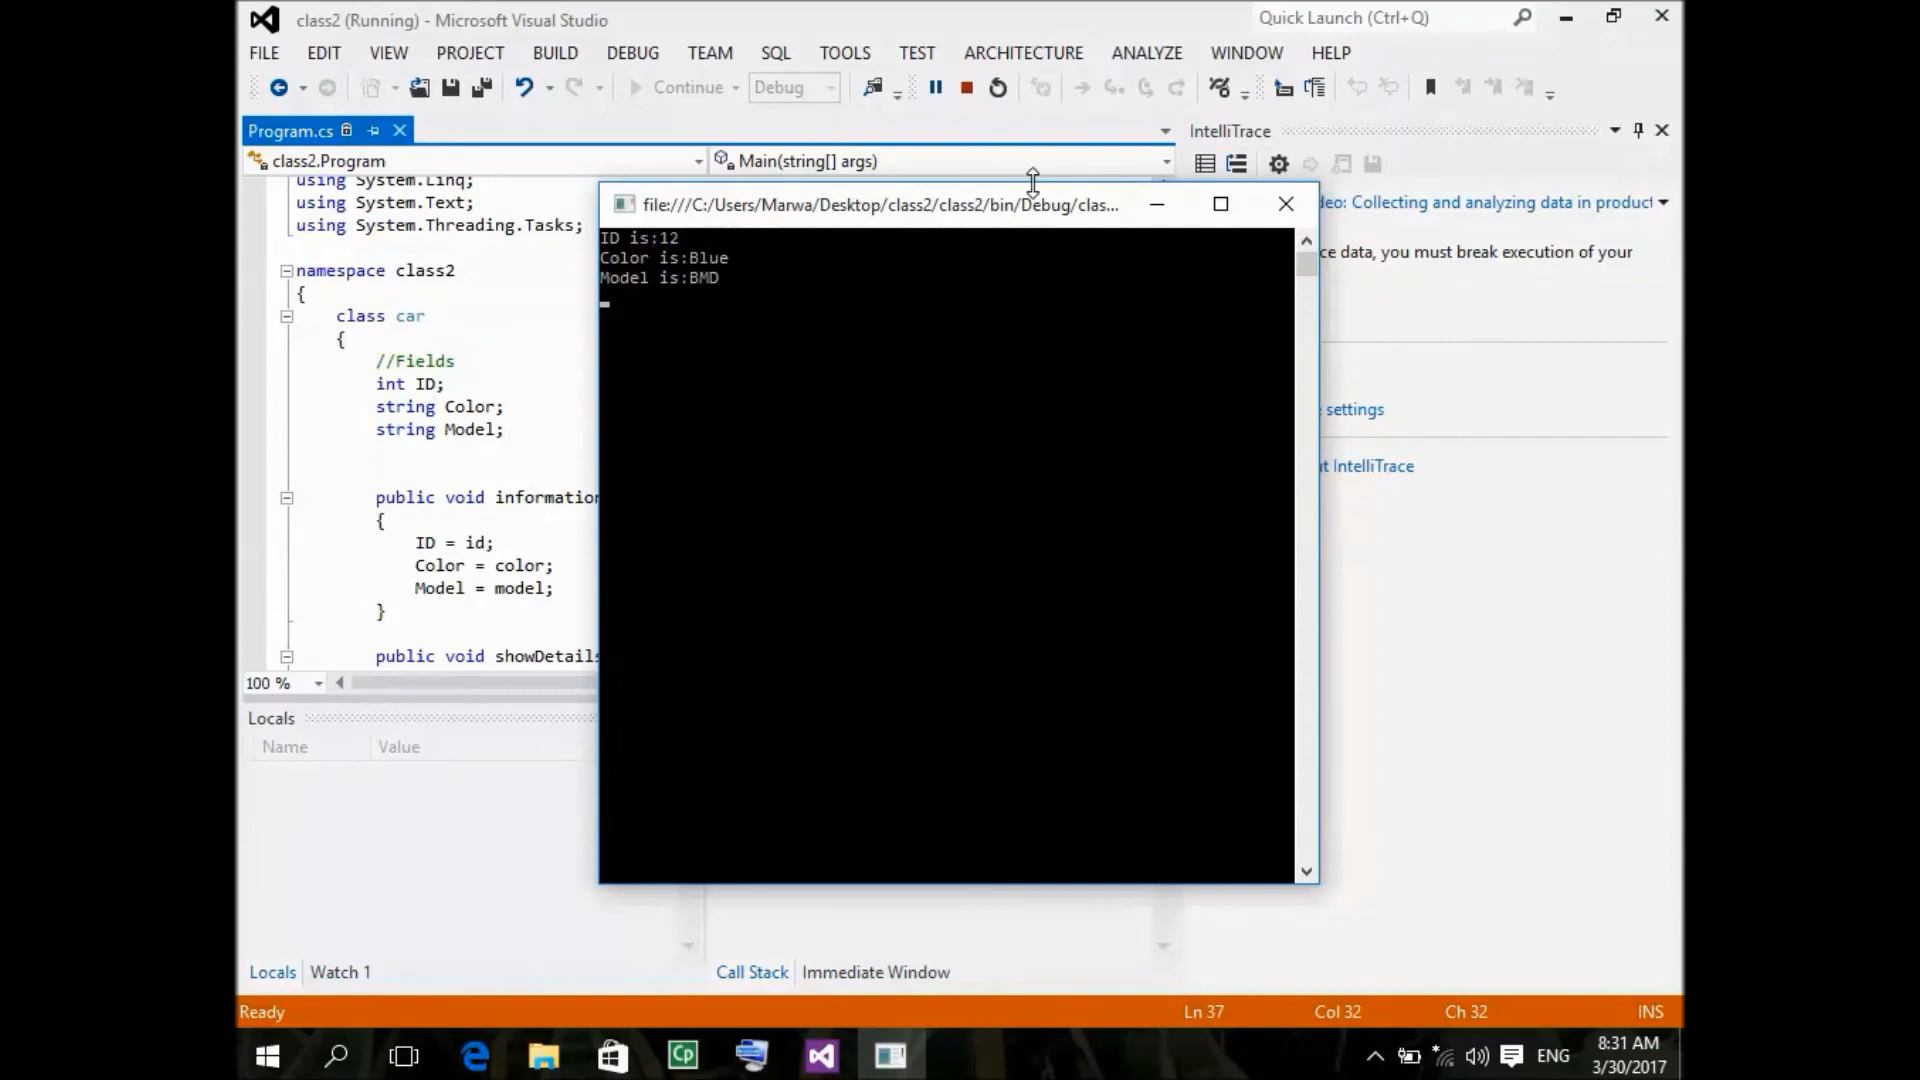 class2 (Running) - Microsoft Visual Studio
Quick Launch (Ctrl+Q)
FILE EDIT VIEW PROJECT BUILD DEBUG TEAM SQL TOOLS TEST ARCHITECTURE ANALYZE WINDOW HELP
Continue Debug
Program.cs
IntelliTrace
class2.Program
Main(string[] args)
using System.Linq;
using System.Text;
using System.Threading.Tasks;
namespace class2
{
class car
{
//Fields
int ID;
string Color;
string Model;
public void information
{
ID = id;
Color = color;
Model = model;
}
public void showDetails
100 %
file:///C:/Users/Marwa/Desktop/class2/class2/bin/Debug/clas...
ID is:12
Color is:Blue
Model is:BMD
deo: Collecting and analyzing data in product
ce data, you must break execution of your
settings
t IntelliTrace
Locals
Name Value
Locals Watch 1
Call Stack Immediate Window
Ready
Ln 37 Col 32 Ch 32 INS
Cp
ENG
8:31 AM
3/30/2017